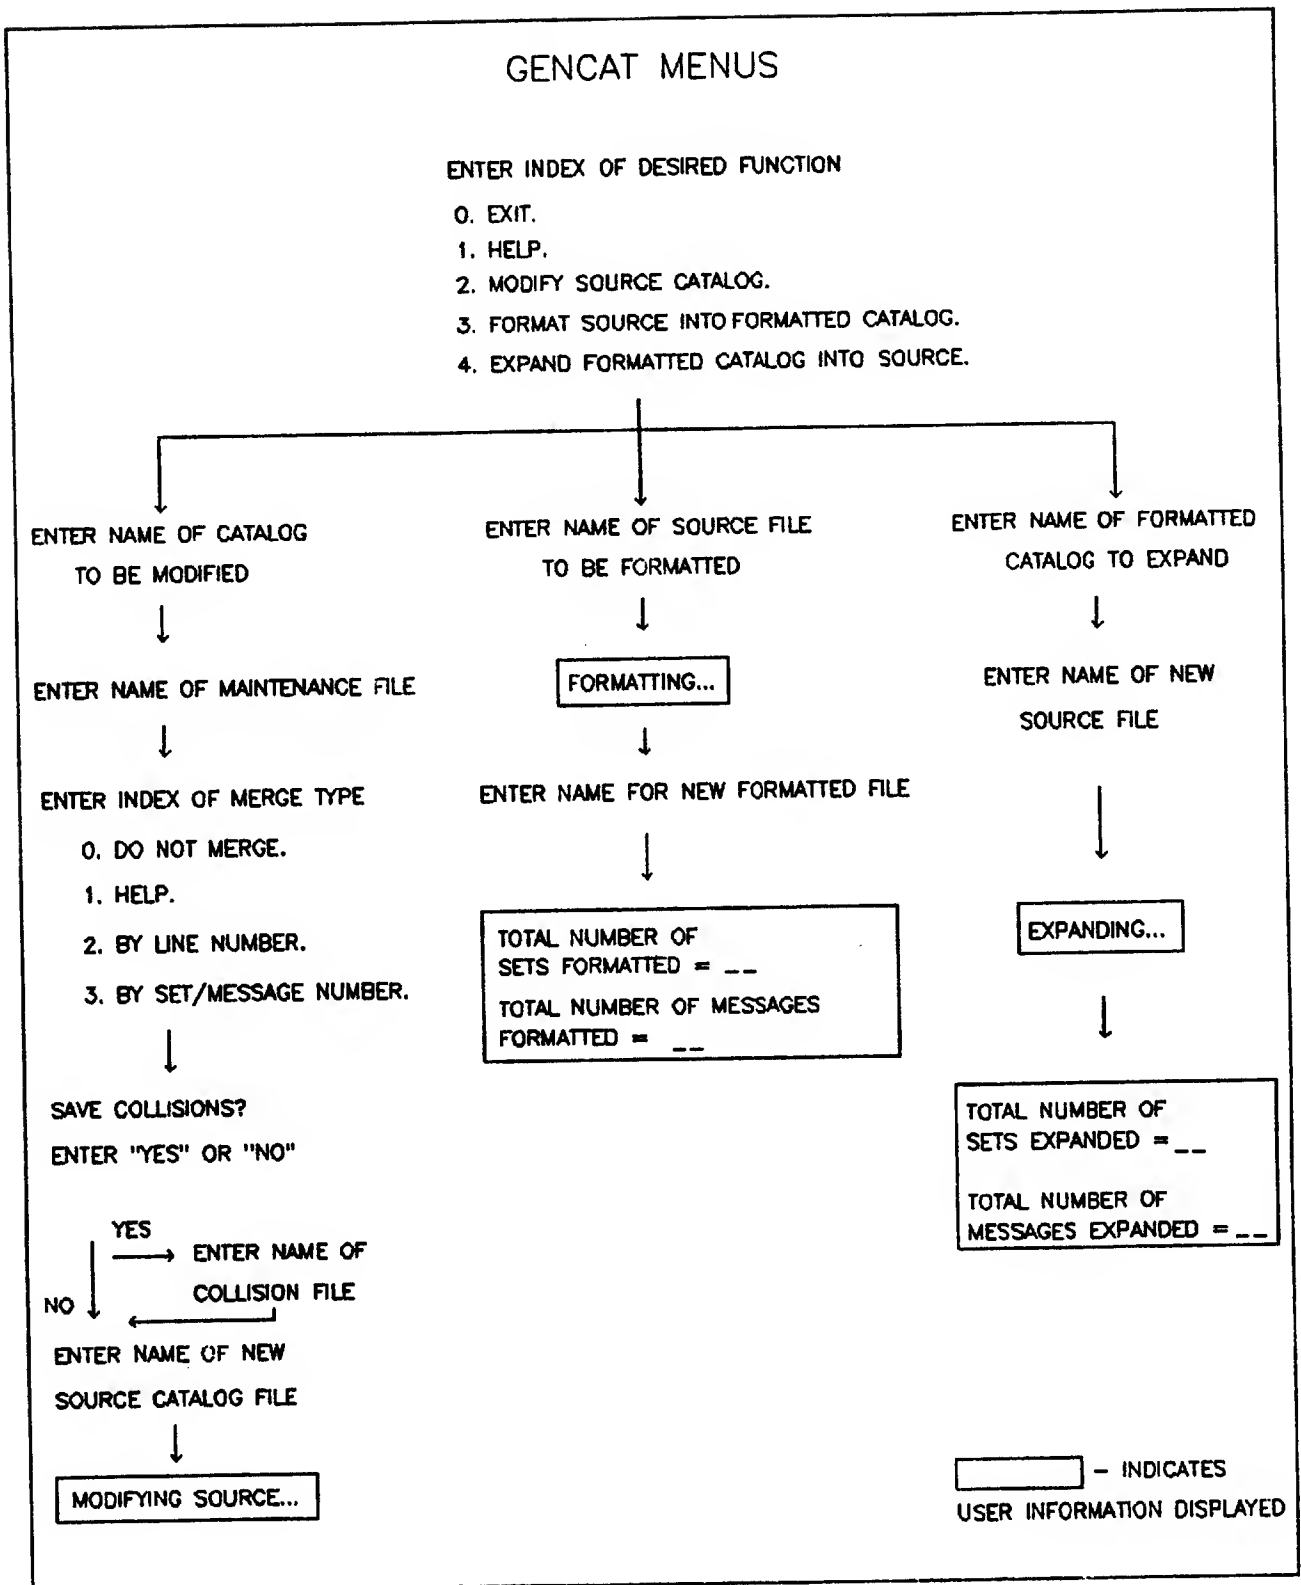 GENCAT MENUS
ENTER INDEX OF DESIRED FUNCTION
0. EXIT.
1. HELP.
2. MODIFY SOURCE CATALOG.
3. FORMAT SOURCE INTO FORMATTED CATALOG.
4. EXPAND FORMATTED CATALOG INTO SOURCE.
ENTER NAME OF CATALOG
TO BE MODIFIED
ENTER NAME OF MAINTENANCE FILE
ENTER INDEX OF MERGE TYPE
0. DO NOT MERGE.
1. HELP.
2. BY LINE NUMBER.
3. BY SET/MESSAGE NUMBER.
SAVE COLLISIONS?
ENTER "YES" OR "NO"
YES
ENTER NAME OF
COLLISION FILE
NO
ENTER NAME OF NEW
SOURCE CATALOG FILE
MODIFYING SOURCE...
ENTER NAME OF SOURCE FILE
TO BE FORMATTED
FORMATTING...
ENTER NAME FOR NEW FORMATTED FILE
TOTAL NUMBER OF
SETS FORMATTED = _ _
TOTAL NUMBER OF MESSAGES
FORMATTED = _ _
ENTER NAME OF FORMATTED
CATALOG TO EXPAND
ENTER NAME OF NEW
SOURCE FILE
EXPANDING...
TOTAL NUMBER OF
SETS EXPANDED = _ _
TOTAL NUMBER OF
MESSAGES EXPANDED = _ _
- INDICATES
USER INFORMATION DISPLAYED